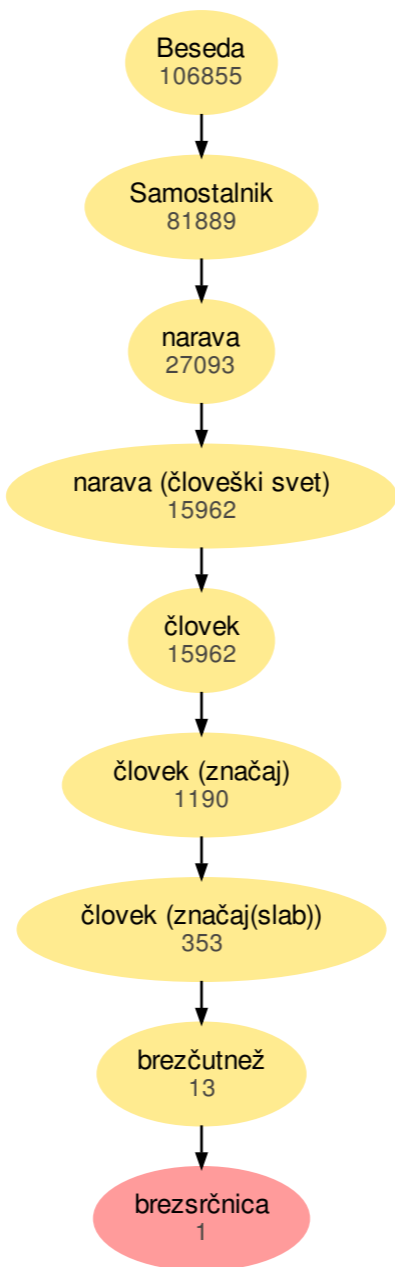 Beseda
106855
Samostalnik
81889
narava
27093
narava (človeški svet)
15962
človek
15962
človek (značaj)
1190
človek (značaj(slab))
353
brezčutnež
13
brezsrčnica
1